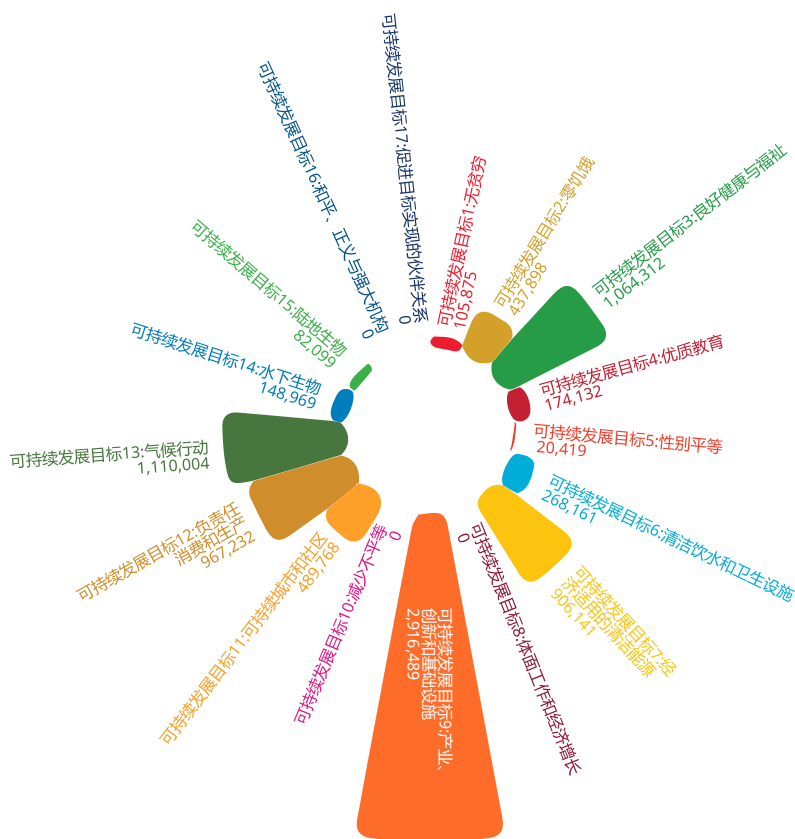 可持续发展目标1:无贫穷
105,875
可持续发展目标2:零饥饿
437,898
可持续发展目标3:良好健康与福祉
1,064,312
可持续发展目标4:优质教育
174,132
可持续发展目标5:性别平等
20,419
可持续发展目标6:清洁饮水和卫生设施
268,161
可持续发展目标7:经
济适用的清洁能源
906,141
可持续发展目标8:体面工作和经济增长
0
可持续发展目标9:产业、
创新和基础设施
2,916,489
可持续发展目标10:减少不平等
0
可持续发展目标11:可持续城市和社区
489,768
可持续发展目标12:负责任
消费和生产
967,232
可持续发展目标13:气候行动
1,110,004
可持续发展目标14:水下生物
148,969
可持续发展目标15:陆地生物
82,099
可持续发展目标16:和平、正义与强大机构
0
可持续发展目标17:促进目标实现的伙伴关系
0